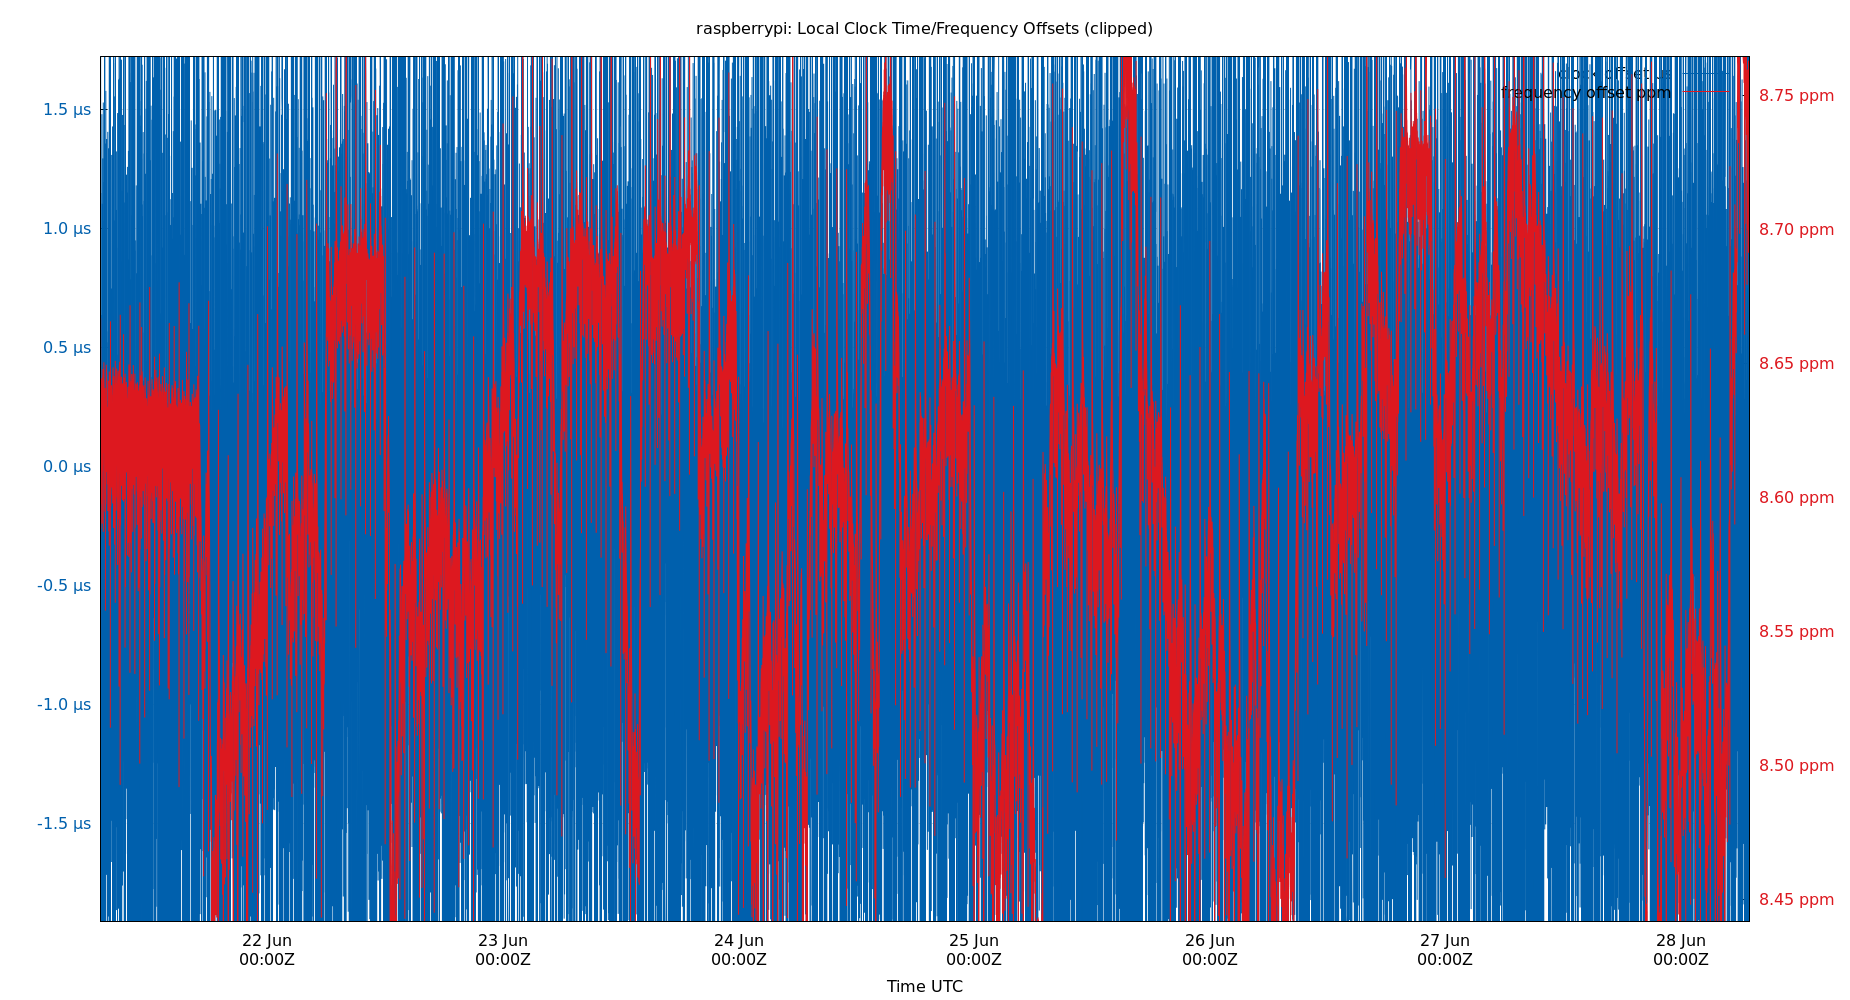 raspberrypi: Local Clock Time/Frequency Offsets (clipped)
clock offset µs
frequency offset ppm
1.5 µs
1.0 µs
0.5 µs
0.0 µs
-0.5 µs
-1.0 µs
-1.5 µs
8.75 ppm
8.70 ppm
8.65 ppm
8.60 ppm
8.55 ppm
8.50 ppm
8.45 ppm
22 Jun 23 Jun 24 Jun 25 Jun 26 Jun 27 Jun 28 Jun
00:00Z 00:00Z 00:00Z 00:00Z 00:00Z 00:00Z 00:00Z
Time UTC